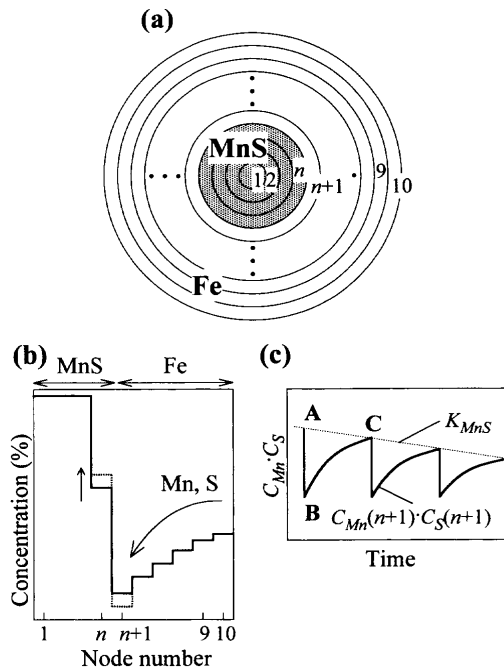 (a)
MnS
1 2 n n+1 9 10
Fe
(b)
MnS Fe
Concentration (%)
Mn, S
1 n n+1 9 10
Node number
(c)
A
C
K_MnS
C_Mn·C_S
B
C_Mn(n+1)·C_S(n+1)
Time